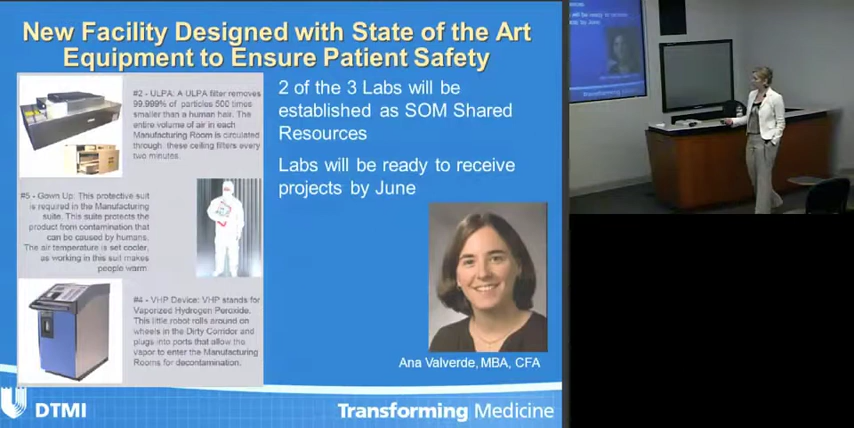 New Facility Designed with State of the Art
Equipment to Ensure Patient Safety
#2 - ULPA: A ULPA filter removes
99.999% of particles 500 times
smaller than a human hair. The
entire volume of air in each
Manufacturing Room is circulated
through these ceiling filters every
two minutes.
#5 - Gown Up: This protective suit
is required in the Manufacturing
suite. This suite protects the
product from contamination that
can be caused by humans.
The air temperature is set cooler,
as working in this suit makes
people warm
#4 - VHP Device: VHP stands for
Vaporized Hydrogen Peroxide.
This little robot rolls around on
wheels in the Dirty Corridor and
plugs into ports that allow the
vapor to enter the Manufacturing
Rooms for decontamination.
2 of the 3 Labs will be
established as SOM Shared
Resources
Labs will be ready to receive
projects by June
Ana Valverde, MBA, CFA
DTMI
Transforming Medicine